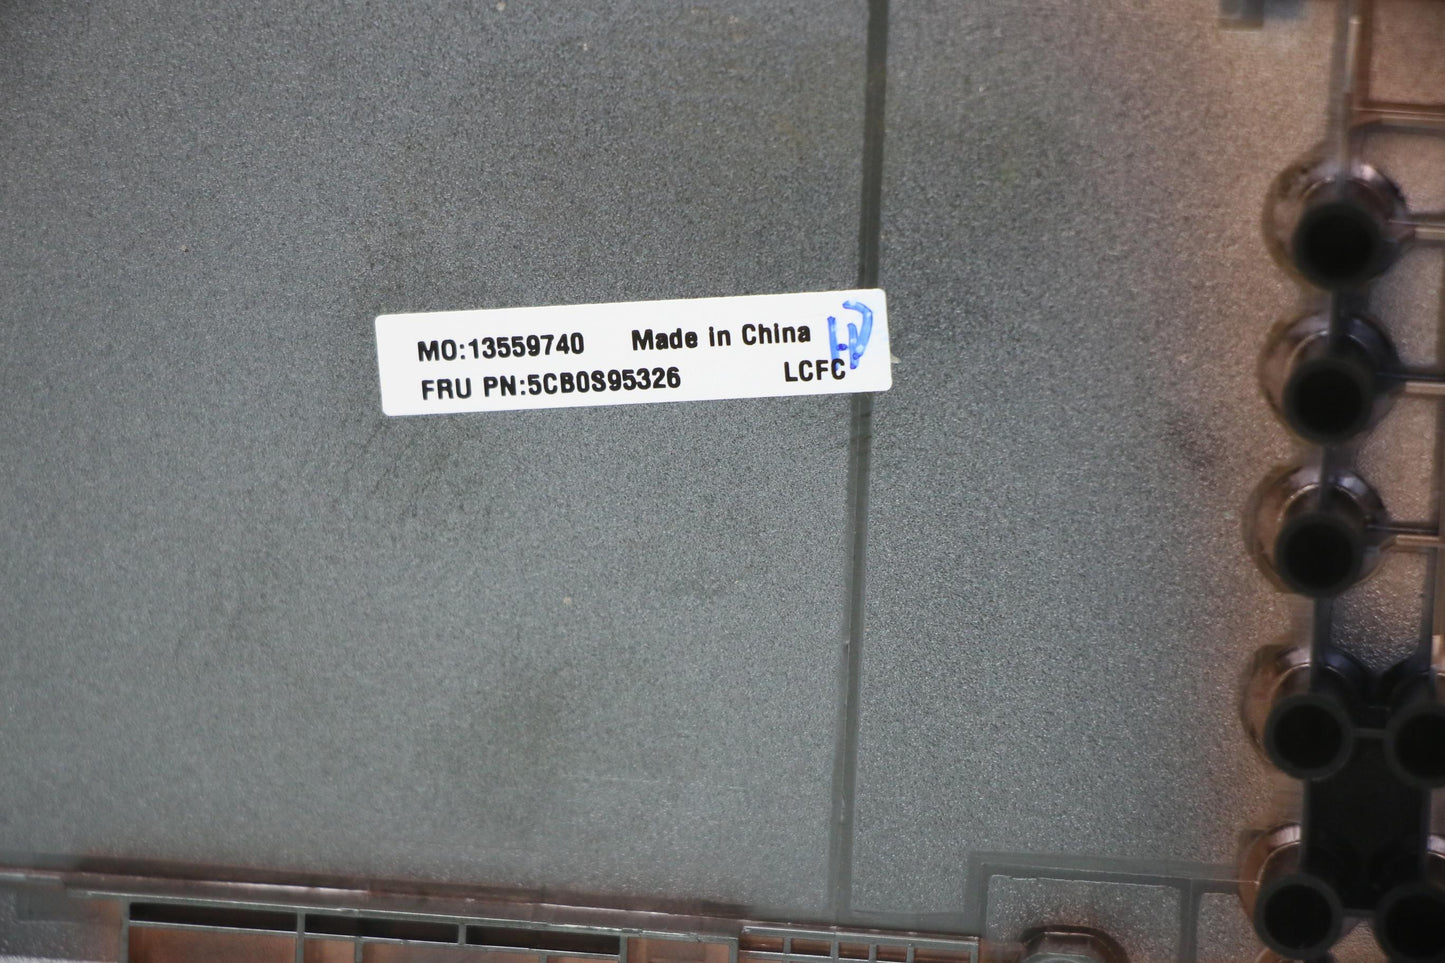 MO:13559740 Made in China
FRU PN:5CB0S95326 LCFC